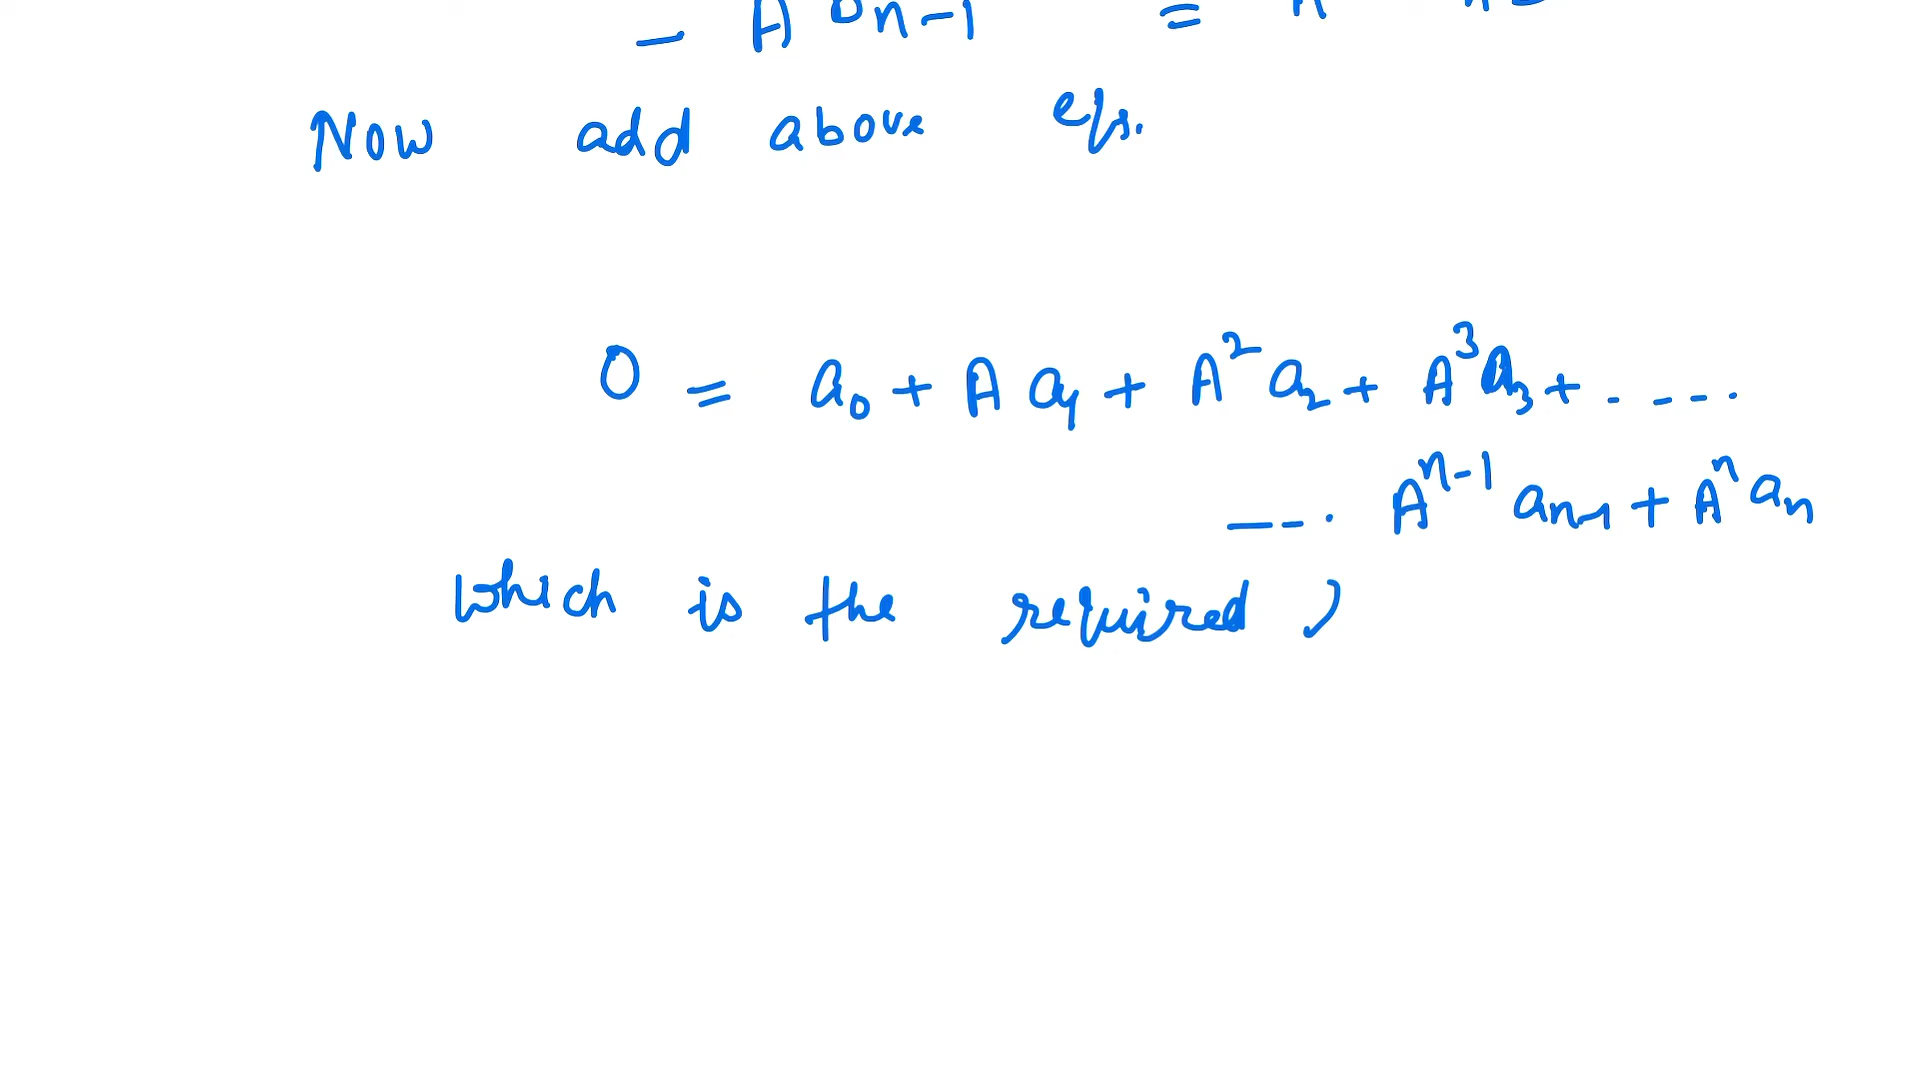 Now add above eqs.
0 = a₀ + A a₁ + A² a₂ + A³ a₃ + - - - -
- - - . Aⁿ⁻¹ aₙ₋₁ + Aⁿ aₙ
which is the required